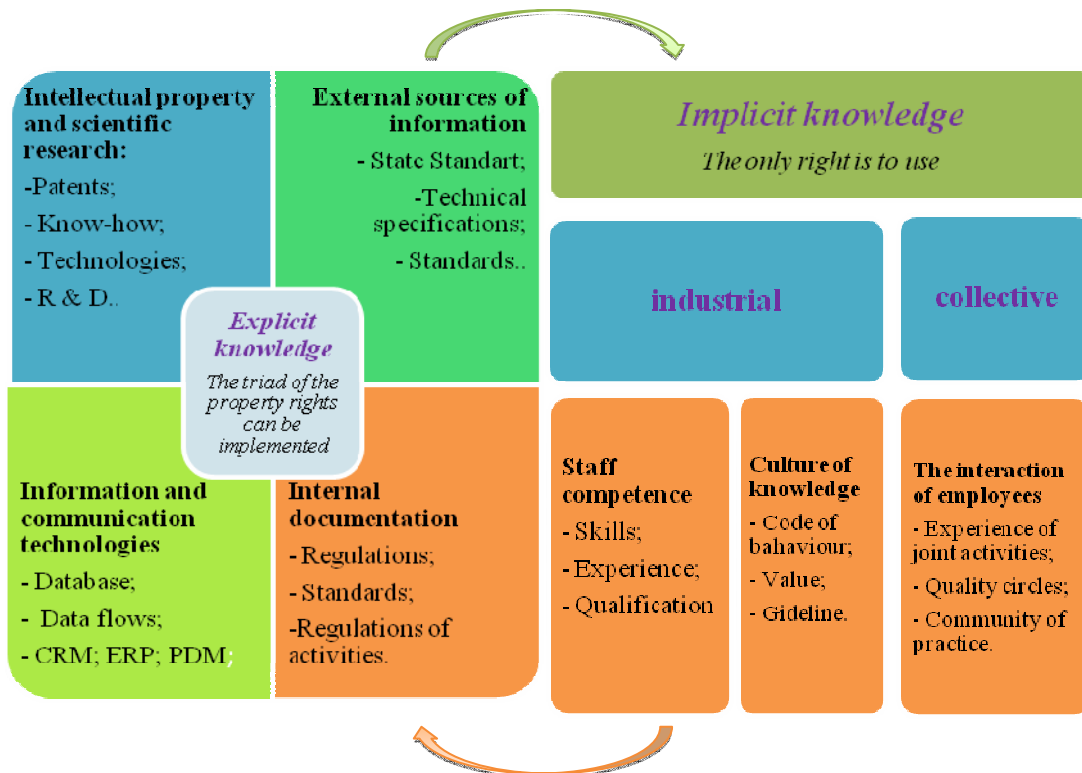 Intellectual property
and scientific
research:
-Patents;
- Know-how;
- Technologies;
- R & D..
External sources of
information
- State Standart;
-Technical
specifications;
- Standards..
Explicit
knowledge
The triad of the
property rights
can be
implemented
Information and
communication
technologies
- Database;
- Data flows;
- CRM; ERP; PDM;
Internal
documentation
- Regulations;
- Standards;
-Regulations of
activities.
Implicit knowledge
The only right is to use
industrial
collective
Staff
competence
- Skills;
- Experience;
- Qualification
Culture of
knowledge
- Code of
bahaviour;
- Value;
- Gideline.
The interaction
of employees
- Experience of
joint activities;
- Quality circles;
- Community of
practice.